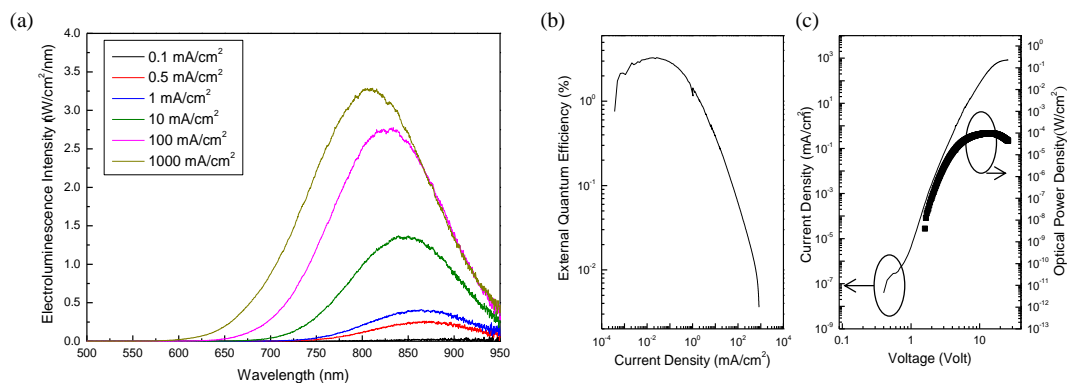 (a)
4.0
3.5
3.0
2.5
2.0
1.5
1.0
0.5
0.0
Electroluminescence Intensity (W/cm²/nm)
0.1 mA/cm²
0.5 mA/cm²
1 mA/cm²
10 mA/cm²
100 mA/cm²
1000 mA/cm²
500 550 600 650 700 750 800 850 900 950
Wavelength (nm)
(b)
External Quantum Efficiency (%)
10⁰
10⁻¹
10⁻²
10⁻⁴ 10⁻² 10⁰ 10² 10⁴
Current Density (mA/cm²)
(c)
Current Density (mA/cm²)
10³
10¹
10⁻¹
10⁻³
10⁻⁵
10⁻⁷
10⁻⁹
0.1 1 10
Voltage (Volt)
10⁰
10⁻¹
10⁻²
10⁻³
10⁻⁴
10⁻⁵
10⁻⁶
10⁻⁷
10⁻⁸
10⁻⁹
10⁻¹⁰
10⁻¹¹
10⁻¹²
10⁻¹³
Optical Power Density(W/cm²)